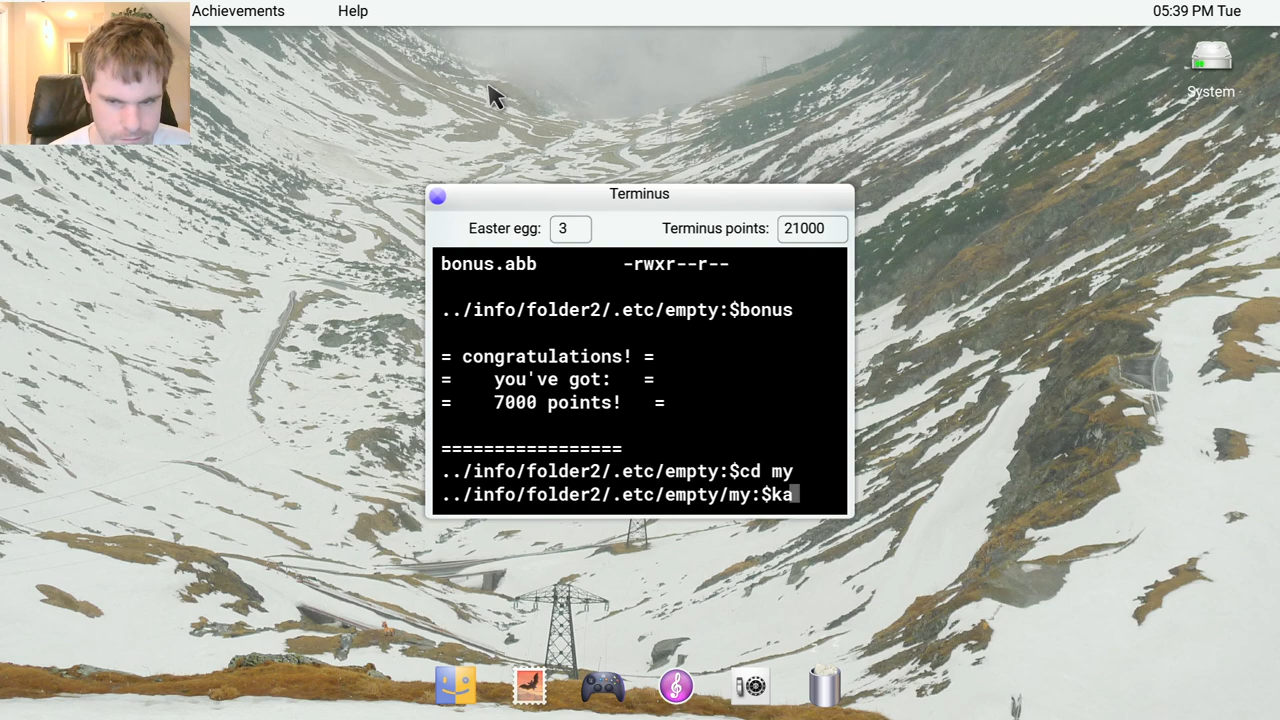 Achievements Help 05:39 PM Tue
System
Terminus
Easter egg: 3 Terminus points: 21000
bonus.abb -rwxr--r--
../info/folder2/.etc/empty:$bonus
= congratulations! =
= you've got: =
= 7000 points! =
=================
../info/folder2/.etc/empty:$cd my
../info/folder2/.etc/empty/my:$ka